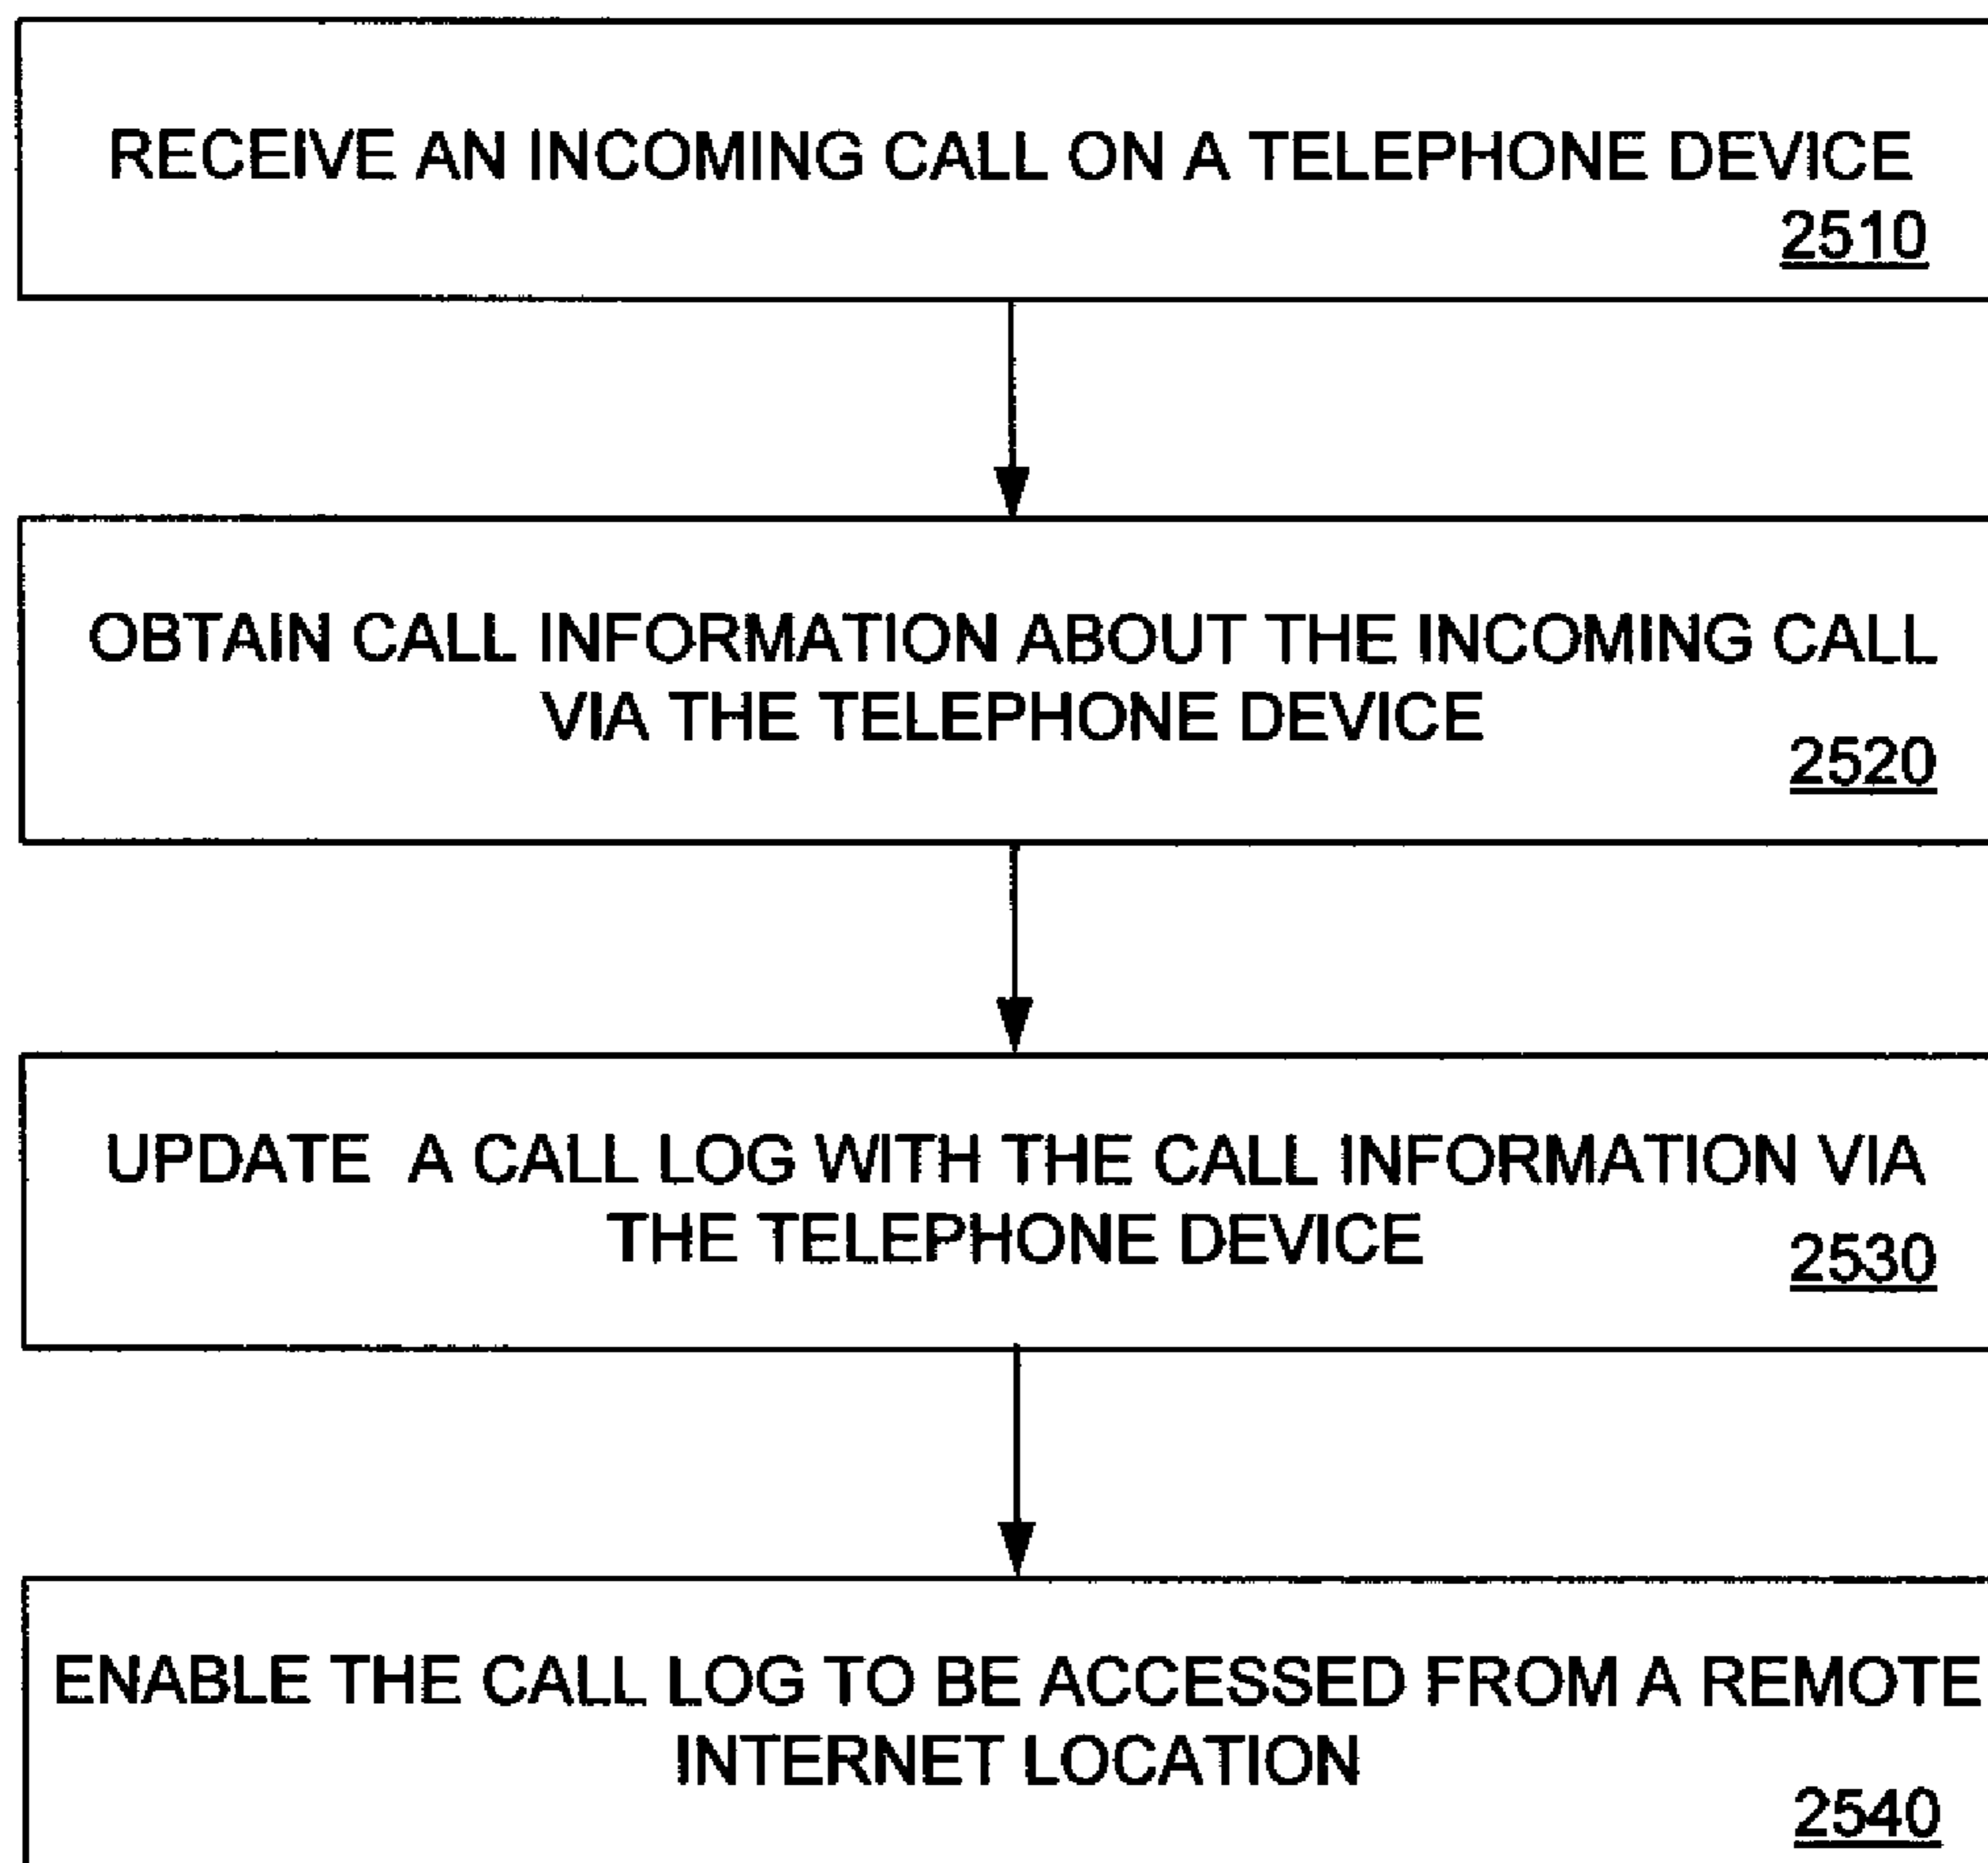 RECEIVE AN INCOMING CALL ON A TELEPHONE DEVICE
2510
OBTAIN CALL INFORMATION ABOUT THE INCOMING CALL
VIA THE TELEPHONE DEVICE
2520
UPDATE A CALL LOG WITH THE CALL INFORMATION VIA
THE TELEPHONE DEVICE
2530
ENABLE THE CALL LOG TO BE ACCESSED FROM A REMOTE
INTERNET LOCATION
2540